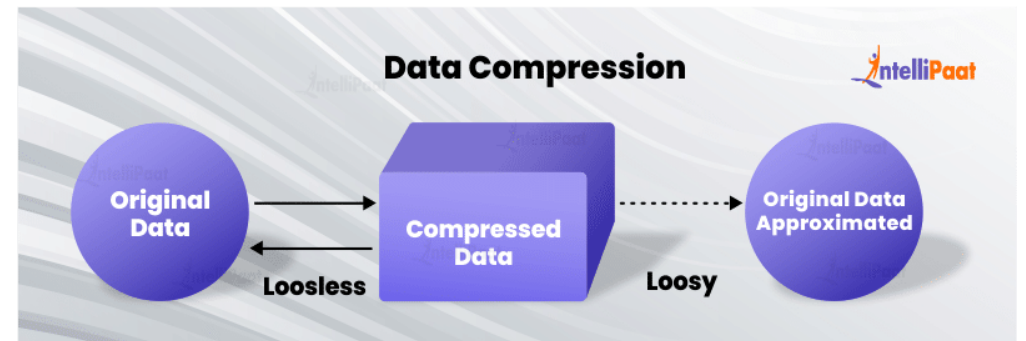 Data Compression
IntelliPaat
Original
Data
Compressed
Data
Original Data
Approximated
Loosless
Loosy